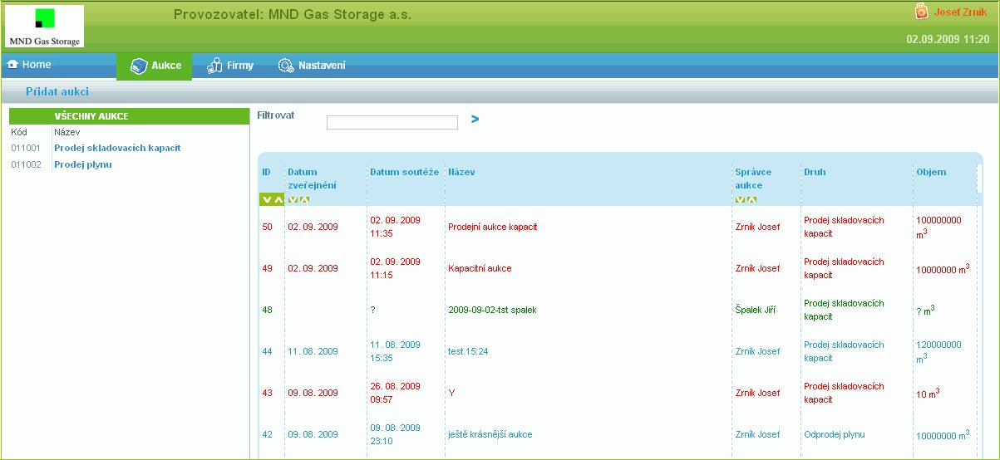 MND Gas Storage
Provozovatel: MND Gas Storage a.s.
Josef Zrník
02.09.2009 11:20
Home
Aukce
Firmy
Nastavení
Přidat aukci
VŠECHNY AUKCE
Kód Název
011001 Prodej skladovacích kapacit
011002 Prodej plynu
Filtrovat
>
ID Datum Datum soutěže Název Správce Druh Objem
zveřejnění aukce
50 02. 09. 2009 02. 09. 2009 Prodejní aukce kapacit Zrník Josef Prodej skladovacích 100000000
11:35 kapacit m³
49 02. 09. 2009 02. 09. 2009 Kapacitní aukce Zrník Josef Prodej skladovacích 10000000 m³
11:15 kapacit
48 ? 2009-09-02-tst spalek Špalek Jiří Prodej skladovacích ? m³
kapacit
44 11. 08. 2009 11. 08. 2009 test 15:24 Zrník Josef Prodej skladovacích 120000000
15:35 kapacit m³
43 09. 08. 2009 26. 08. 2009 Y Zrník Josef Prodej skladovacích 10 m³
09:57 kapacit
42 09. 08. 2009 09. 08. 2009 ještě krásnější aukce Zrník Josef Odprodej plynu 10000000 m³
23:10